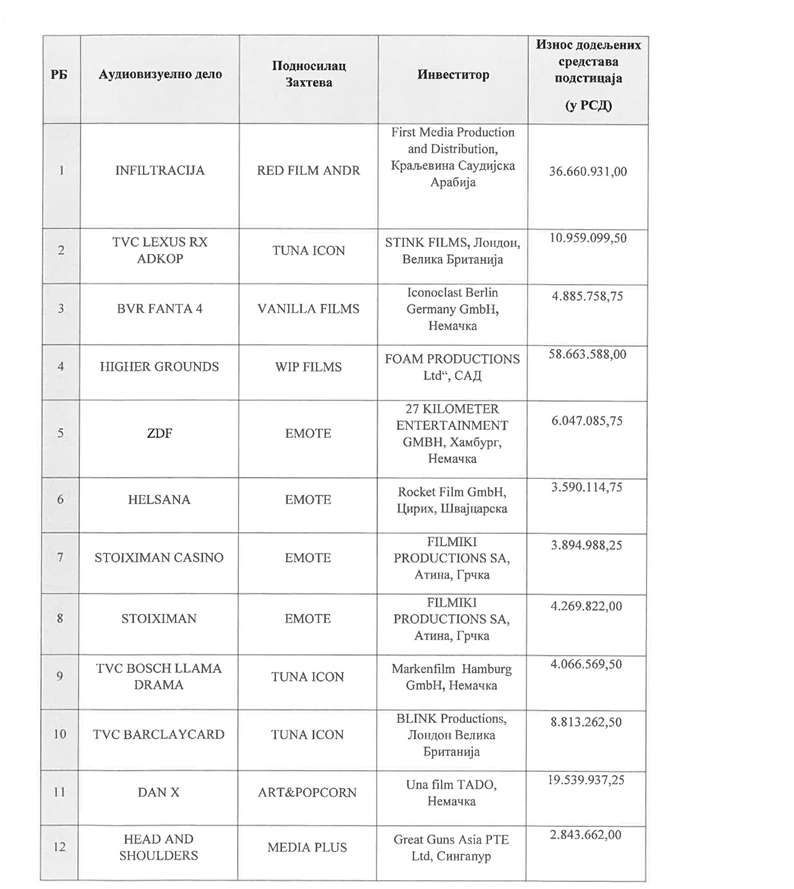 РБ
Аудиовизуелно дело
Подносилац
Захтева
Инвеститор
Износ додељених
средстава
подстицаја
(у РСД)
1
INFILTRACIJA
RED FILM ANDR
First Media Production
and Distribution,
Краљевина Саудијска
Арабија
36.660.931,00
2
TVC LEXUS RX
ADKOP
TUNA ICON
STINK FILMS, Лондон,
Велика Британија
10.959.099,50
3
BVR FANTA 4
VANILLA FILMS
Iconoclast Berlin
Germany GmbH,
Немачка
4.885.758,75
4
HIGHER GROUNDS
WIP FILMS
FOAM PRODUCTIONS
Ltd“, САД
58.663.588,00
5
ZDF
EMOTE
27 KILOMETER
ENTERTAINMENT
GMBH, Хамбург,
Немачка
6.047.085,75
6
HELSANA
EMOTE
Rocket Film GmbH,
Цирих, Швајцарска
3.590.114,75
7
STOIXIMAN CASINO
EMOTE
FILMIKI
PRODUCTIONS SA,
Атина, Грчка
3.894.988,25
8
STOIXIMAN
EMOTE
FILMIKI
PRODUCTIONS SA,
Атина, Грчка
4.269.822,00
9
TVC BOSCH LLAMA
DRAMA
TUNA ICON
Markenfilm Hamburg
GmbH, Немачка
4.066.569,50
10
TVC BARCLAYCARD
TUNA ICON
BLINK Productions,
Лондон Велика
Британија
8.813.262,50
11
DAN X
ART&POPCORN
Una film TADO,
Немачка
19.539.937,25
12
HEAD AND
SHOULDERS
MEDIA PLUS
Great Guns Asia PTE
Ltd, Сингапур
2.843.662,00